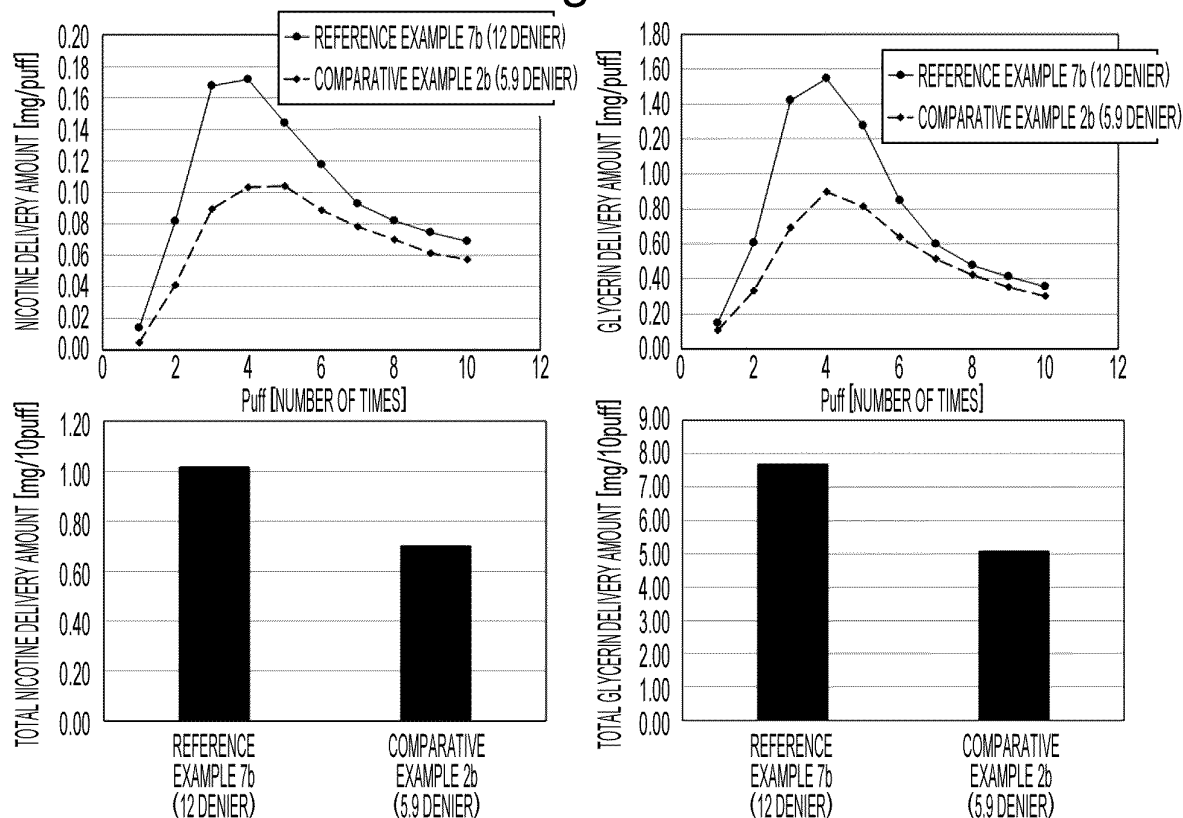 g
NICOTINE DELIVERY AMOUNT [mg/puff]
0.20
0.18
0.16
0.14
0.12
0.10
0.08
0.06
0.04
0.02
0.00
REFERENCE EXAMPLE 7b (12 DENIER)
COMPARATIVE EXAMPLE 2b (5.9 DENIER)
0 2 4 6 8 10 12
Puff [NUMBER OF TIMES]
GLYCERIN DELIVERY AMOUNT [mg/puff]
1.80
1.60
1.40
1.20
1.00
0.80
0.60
0.40
0.20
0.00
REFERENCE EXAMPLE 7b (12 DENIER)
COMPARATIVE EXAMPLE 2b (5.9 DENIER)
0 2 4 6 8 10 12
Puff [NUMBER OF TIMES]
TOTAL NICOTINE DELIVERY AMOUNT [mg/10puff]
1.20
1.00
0.80
0.60
0.40
0.20
0.00
REFERENCE
EXAMPLE 7b
(12 DENIER)
COMPARATIVE
EXAMPLE 2b
(5.9 DENIER)
TOTAL GLYCERIN DELIVERY AMOUNT [mg/10puff]
9.00
8.00
7.00
6.00
5.00
4.00
3.00
2.00
1.00
0.00
REFERENCE
EXAMPLE 7b
(12 DENIER)
COMPARATIVE
EXAMPLE 2b
(5.9 DENIER)